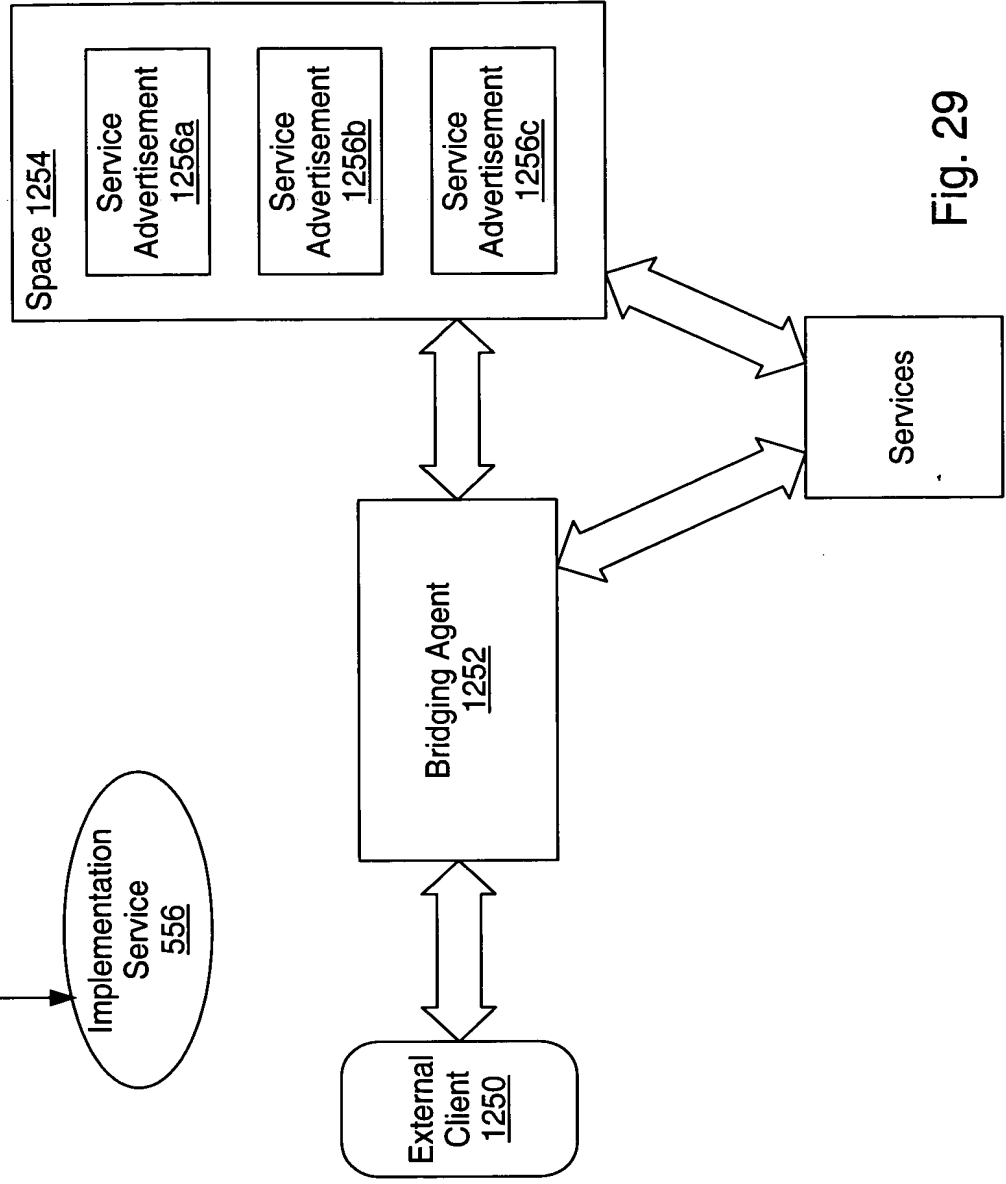 Implementation
Service
556
External
Client
1250
Bridging Agent
1252
Space 1254
Service
Advertisement
1256a
Service
Advertisement
1256b
Service
Advertisement
1256c
Services
Fig. 29